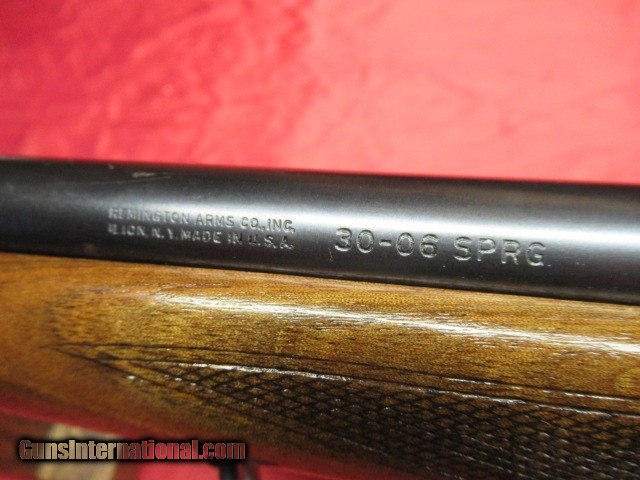 REMINGTON ARMS CO., INC.
ILION, N.Y. MADE IN U.S.A.
30-06 SPRG
GunsInternational.com